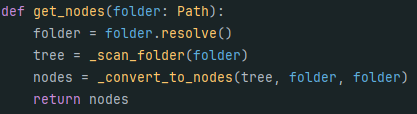 def get_nodes(folder: Path):
    folder = folder.resolve()
    tree = _scan_folder(folder)
    nodes = _convert_to_nodes(tree, folder, folder)
    return nodes